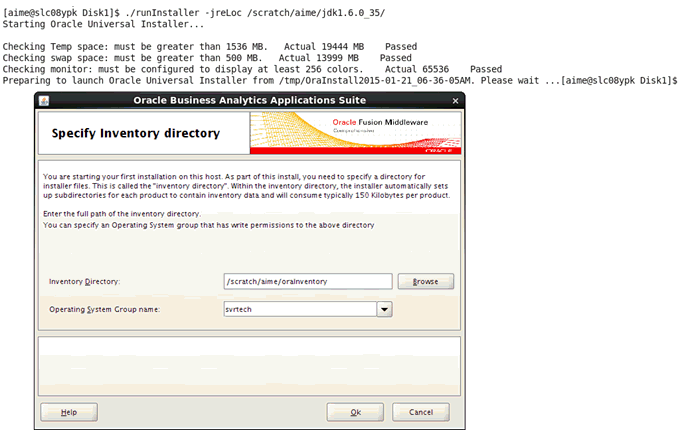 [aime@slc08ypk Disk1]$ ./runInstaller -jreLoc /scratch/aime/jdk1.6.0_35/
Starting Oracle Universal Installer...
Checking Temp space: must be greater than 1536 MB.   Actual 19444 MB    Passed
Checking swap space: must be greater than 500 MB.   Actual 13999 MB    Passed
Checking monitor: must be configured to display at least 256 colors.    Actual 65536    Passed
Preparing to launch Oracle Universal Installer from /tmp/OraInstall2015-01-21_06-36-05AM. Please wait ...[aime@slc08ypk Disk1]$
Oracle Business Analytics Applications Suite
Specify Inventory directory
Oracle Fusion Middleware
Comprehensive
ORACLE
You are starting your first installation on this host. As part of this install, you need to specify a directory for
installer files. This is called the "inventory directory". Within the inventory directory, the installer automatically sets
up subdirectories for each product to contain inventory data and will consume typically 150 Kilobytes per product.
Enter the full path of the inventory directory.
You can specify an Operating System group that has write permissions to the above directory
Inventory Directory: /scratch/aime/oraInventory Browse
Operating System Group name: svrtech
Help Ok Cancel